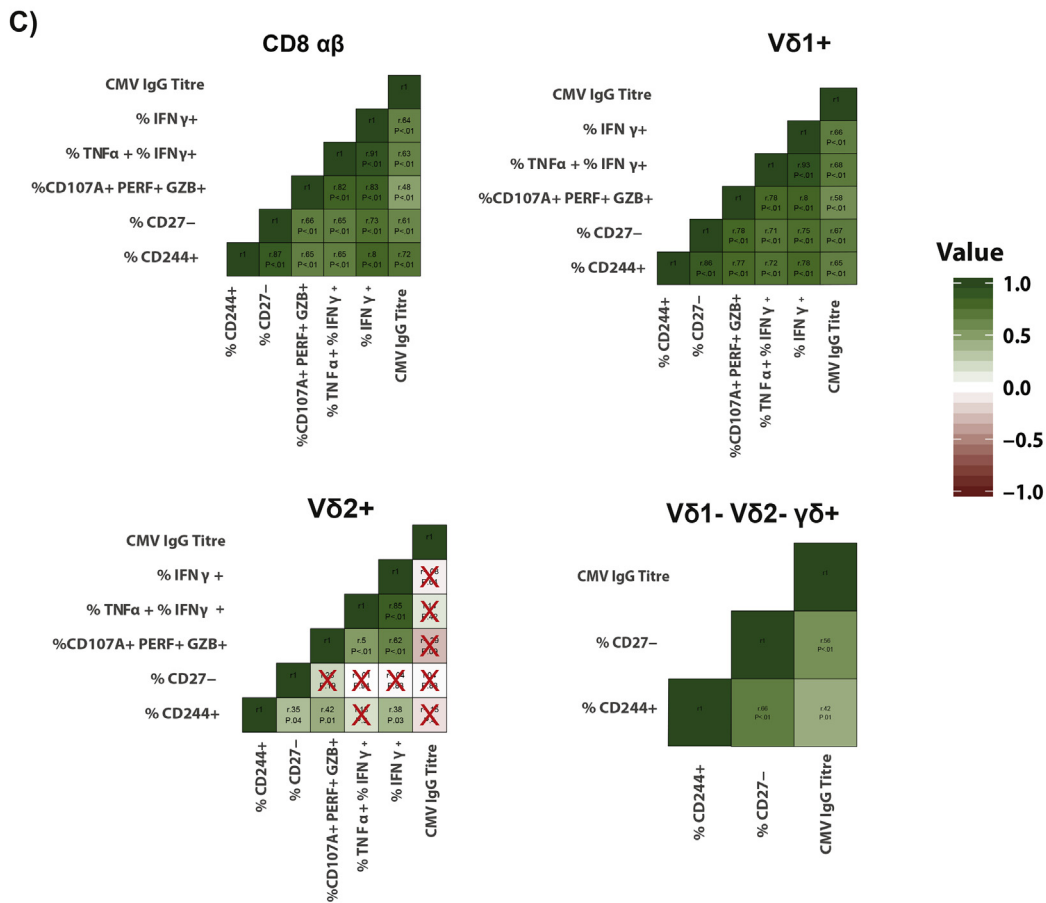 C)
CD8 αβ
CMV IgG Titre
r1
% IFN γ+
r1
r.64
P<.01
% TNFα + % IFNγ+
r1
r.91
P<.01
r.63
P<.01
%CD107A+ PERF+ GZB+
r1
r.82
P<.01
r.83
P<.01
r.48
P<.01
% CD27−
r1
r.66
P<.01
r.65
P<.01
r.73
P<.01
r.61
P<.01
% CD244+
r1
r.87
P<.01
r.65
P<.01
r.65
P<.01
r.8
P<.01
r.72
P<.01
% CD244+
% CD27−
%CD107A+ PERF+ GZB+
% TN F α + % IFN γ +
% IFN γ +
CMV IgG Titre
Vδ1+
CMV IgG Titre
r1
% IFN γ+
r1
r.66
P<.01
% TNFα + % IFN γ+
r1
r.93
P<.01
r.68
P<.01
%CD107A+ PERF+ GZB+
r1
r.78
P<.01
r.8
P<.01
r.58
P<.01
% CD27−
r1
r.78
P<.01
r.71
P<.01
r.75
P<.01
r.67
P<.01
% CD244+
r1
r.86
P<.01
r.77
P<.01
r.72
P<.01
r.78
P<.01
r.65
P<.01
% CD244+
% CD27−
%CD107A+ PERF+ GZB+
% TN F α + % IFN γ +
% IFN γ +
CMV IgG Titre
Value
1.0
0.5
0.0
−0.5
−1.0
Vδ2+
CMV IgG Titre
r1
% IFN γ +
r1
% TNFα + % IFNγ +
r1
r.85
P<.01
%CD107A+ PERF+ GZB+
r1
r.5
P<.01
r.62
P<.01
% CD27−
r1
% CD244+
r1
r.35
P.04
r.42
P.01
r.38
P.03
% CD244+
% CD27−
%CD107A+ PERF+ GZB+
% TN F α + % IFN γ +
% IFN γ +
CMV IgG Titre
Vδ1- Vδ2- γδ+
CMV IgG Titre
r1
% CD27−
r1
r.56
P<.01
% CD244+
r1
r.66
P<.01
r.42
P.01
% CD244+
% CD27−
CMV IgG Titre